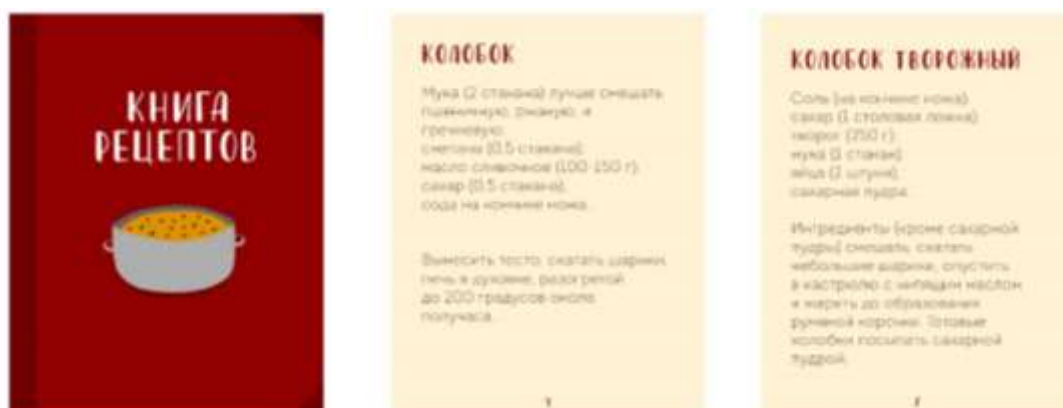 КНИГА
РЕЦЕПТОВ
КОЛОБОК
Мука (2 стакана) лучше смешать
пшеничную, ржаную, и
гречневую;
сметана (0.5 стакана);
масло сливочное (100-150 г);
сахар (0.5 стакана);
сода на кончике ножа.
Вымесить тесто, скатать шарики,
печь в духовке, разогретой
до 200 градусов около
получаса.
КОЛОБОК ТВОРОЖНЫЙ
Соль (на кончике ножа);
сахар (1 столовая ложка);
творог (250 г);
мука (1 стакан);
яйца (2 штуки);
сахарная пудра.
Ингредиенты (кроме сахарной
пудры) смешать, скатать
небольшие шарики, опустить
в кастрюлю с кипящим маслом
и жарить до образования
румяной корочки. Готовые
колобки посыпать сахарной
пудрой.